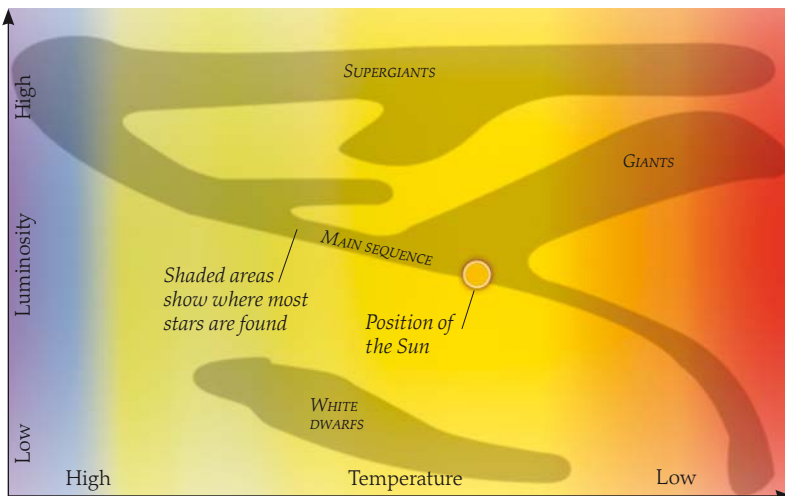 SUPERGIANTS
GIANTS
MAIN SEQUENCE
Shaded areas
show where most
stars are found
Position of
the Sun
WHITE
DWARFS
High
Luminosity
Low
High
Temperature
Low